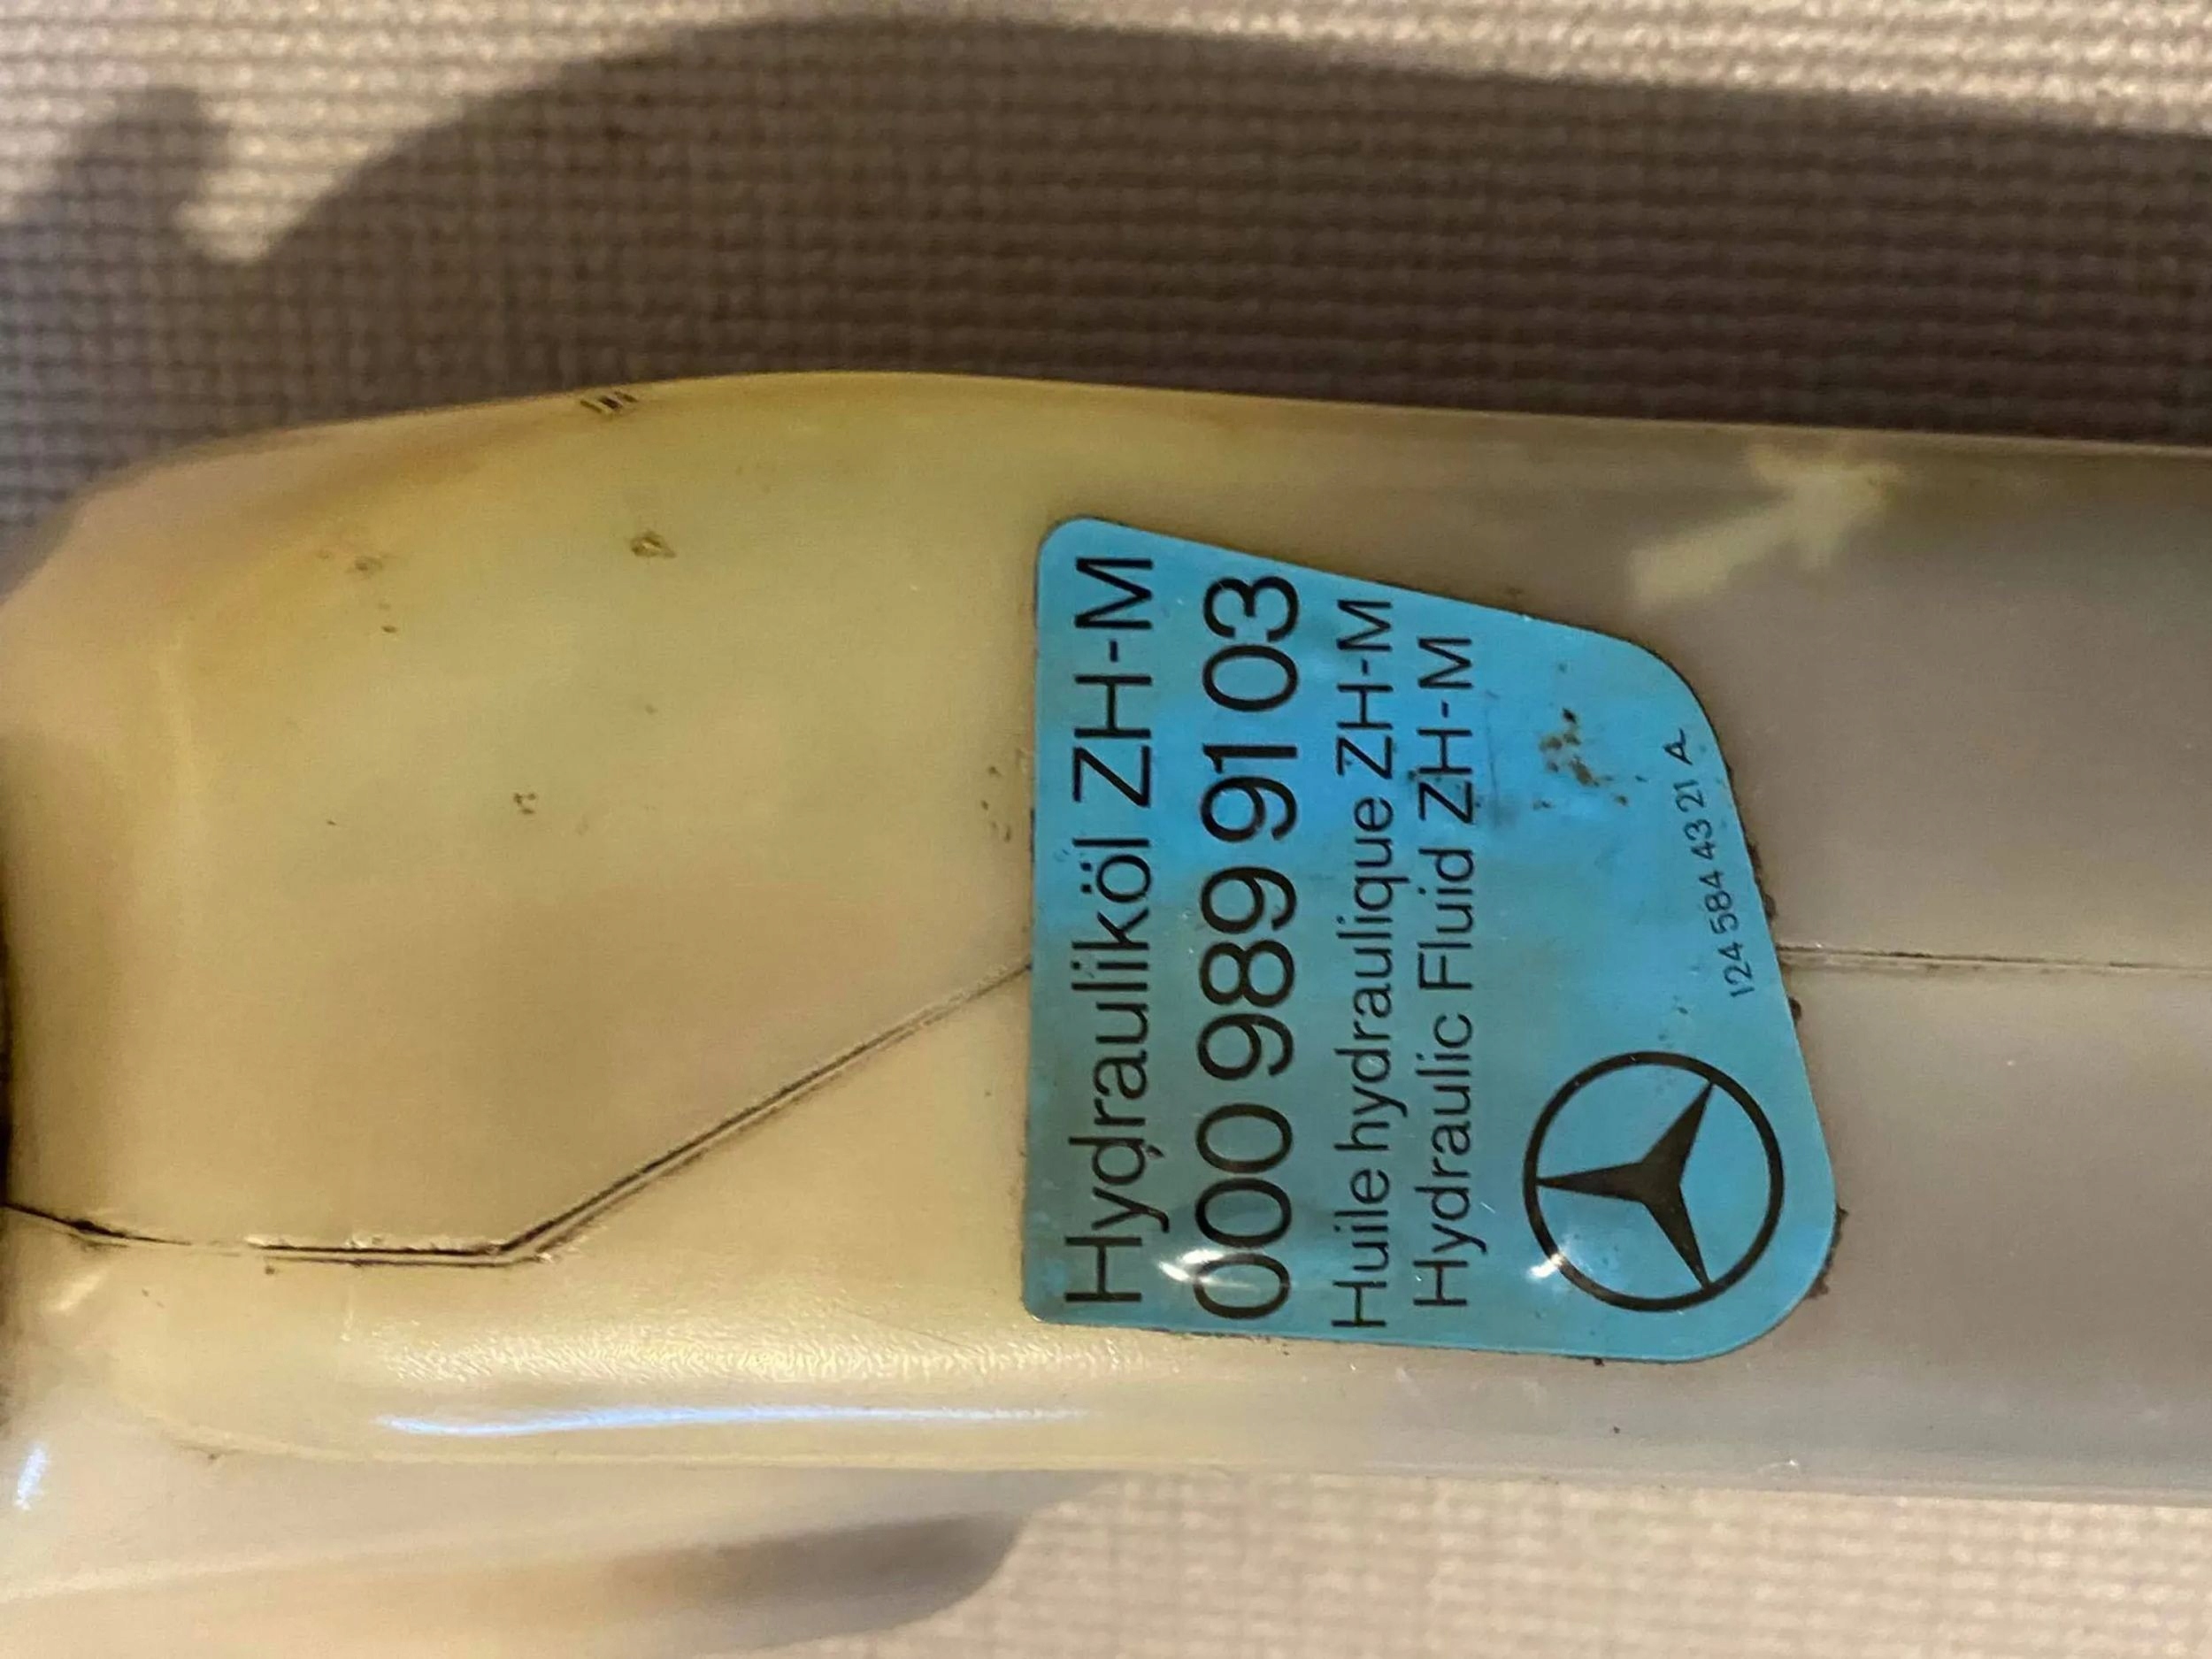 Hydrauliköl ZH-M
000 989 91 03
Huile hydraulique ZH-M
Hydraulic Fluid ZH-M
124 584 43 21 A